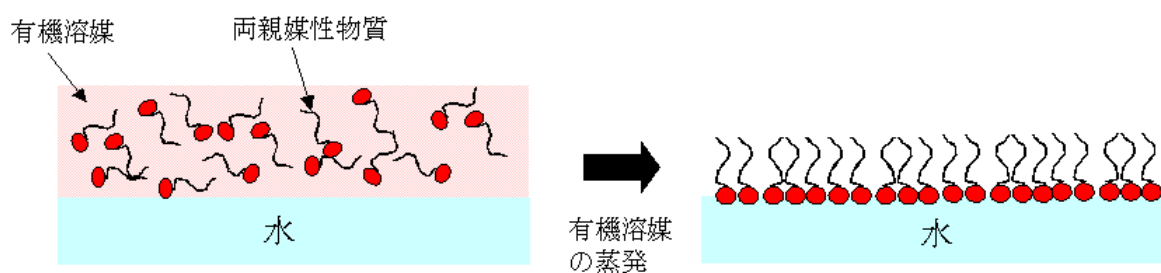 有機溶媒
両親媒性物質
水
有機溶媒
の蒸発
水